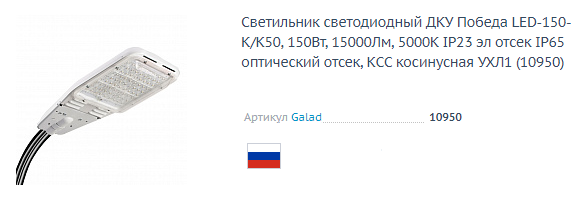 Светильник светодиодный ДКУ Победа LED-150-
К/К50, 150Вт, 15000Лм, 5000К IP23 эл отсек IP65
оптический отсек, КСС косинусная УХЛ1 (10950)
Артикул Galad 10950